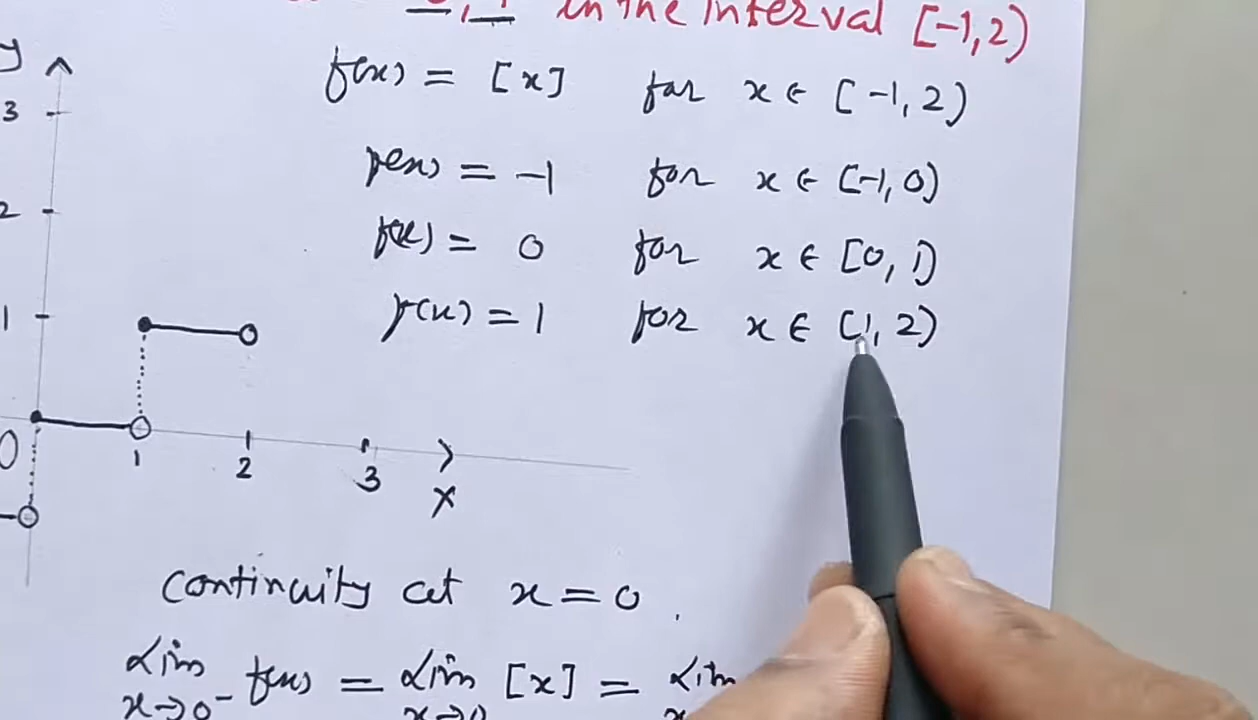 in the interval [-1,2)
y
f(x) = [x] for x ∈ [-1, 2)
3
f(x) = -1 for x ∈ [-1, 0)
2
f(x) = 0 for x ∈ [0, 1)
1
f(x) = 1 for x ∈ [1, 2)
0 1 2 3
X
continuity at x = 0 .
Lim f(x) = Lim [x] = Lim
x→0⁻ x→0